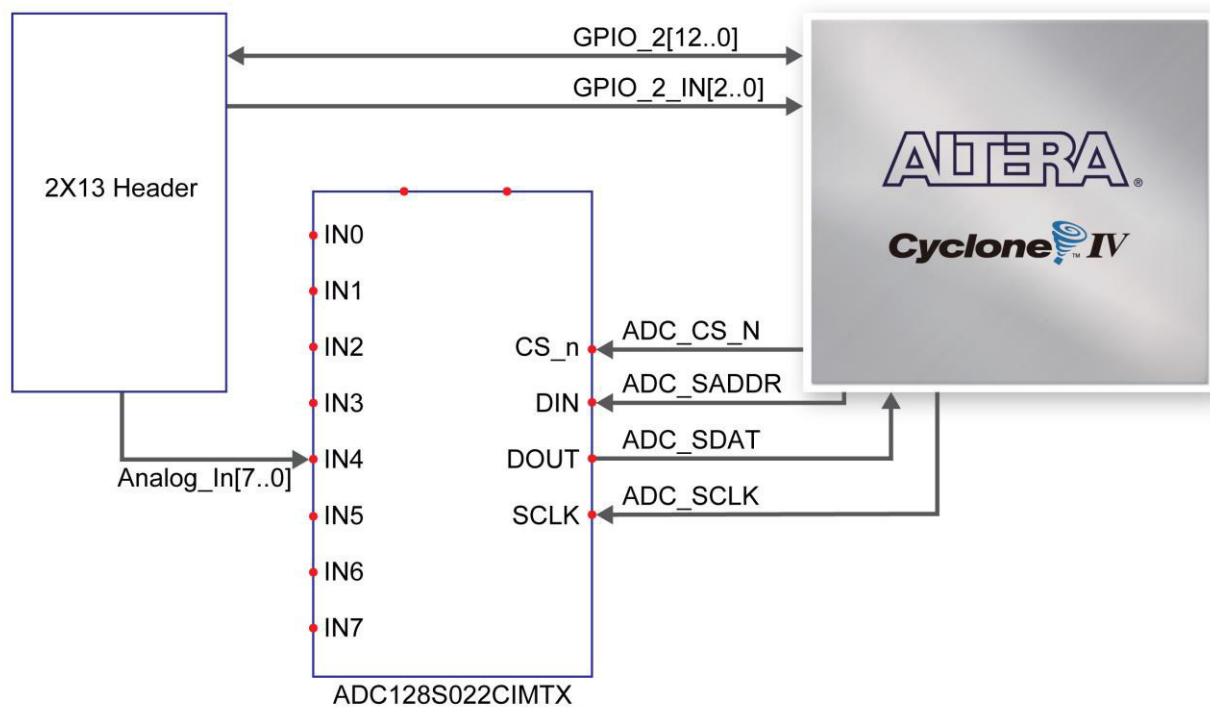 GPIO_2[12..0]
GPIO_2_IN[2..0]
2X13 Header
ALTERA®
Cyclone™ IV
IN0
IN1
IN2
IN3
IN4
IN5
IN6
IN7
Analog_In[7..0]
CS_n
DIN
DOUT
SCLK
ADC_CS_N
ADC_SADDR
ADC_SDAT
ADC_SCLK
ADC128S022CIMTX